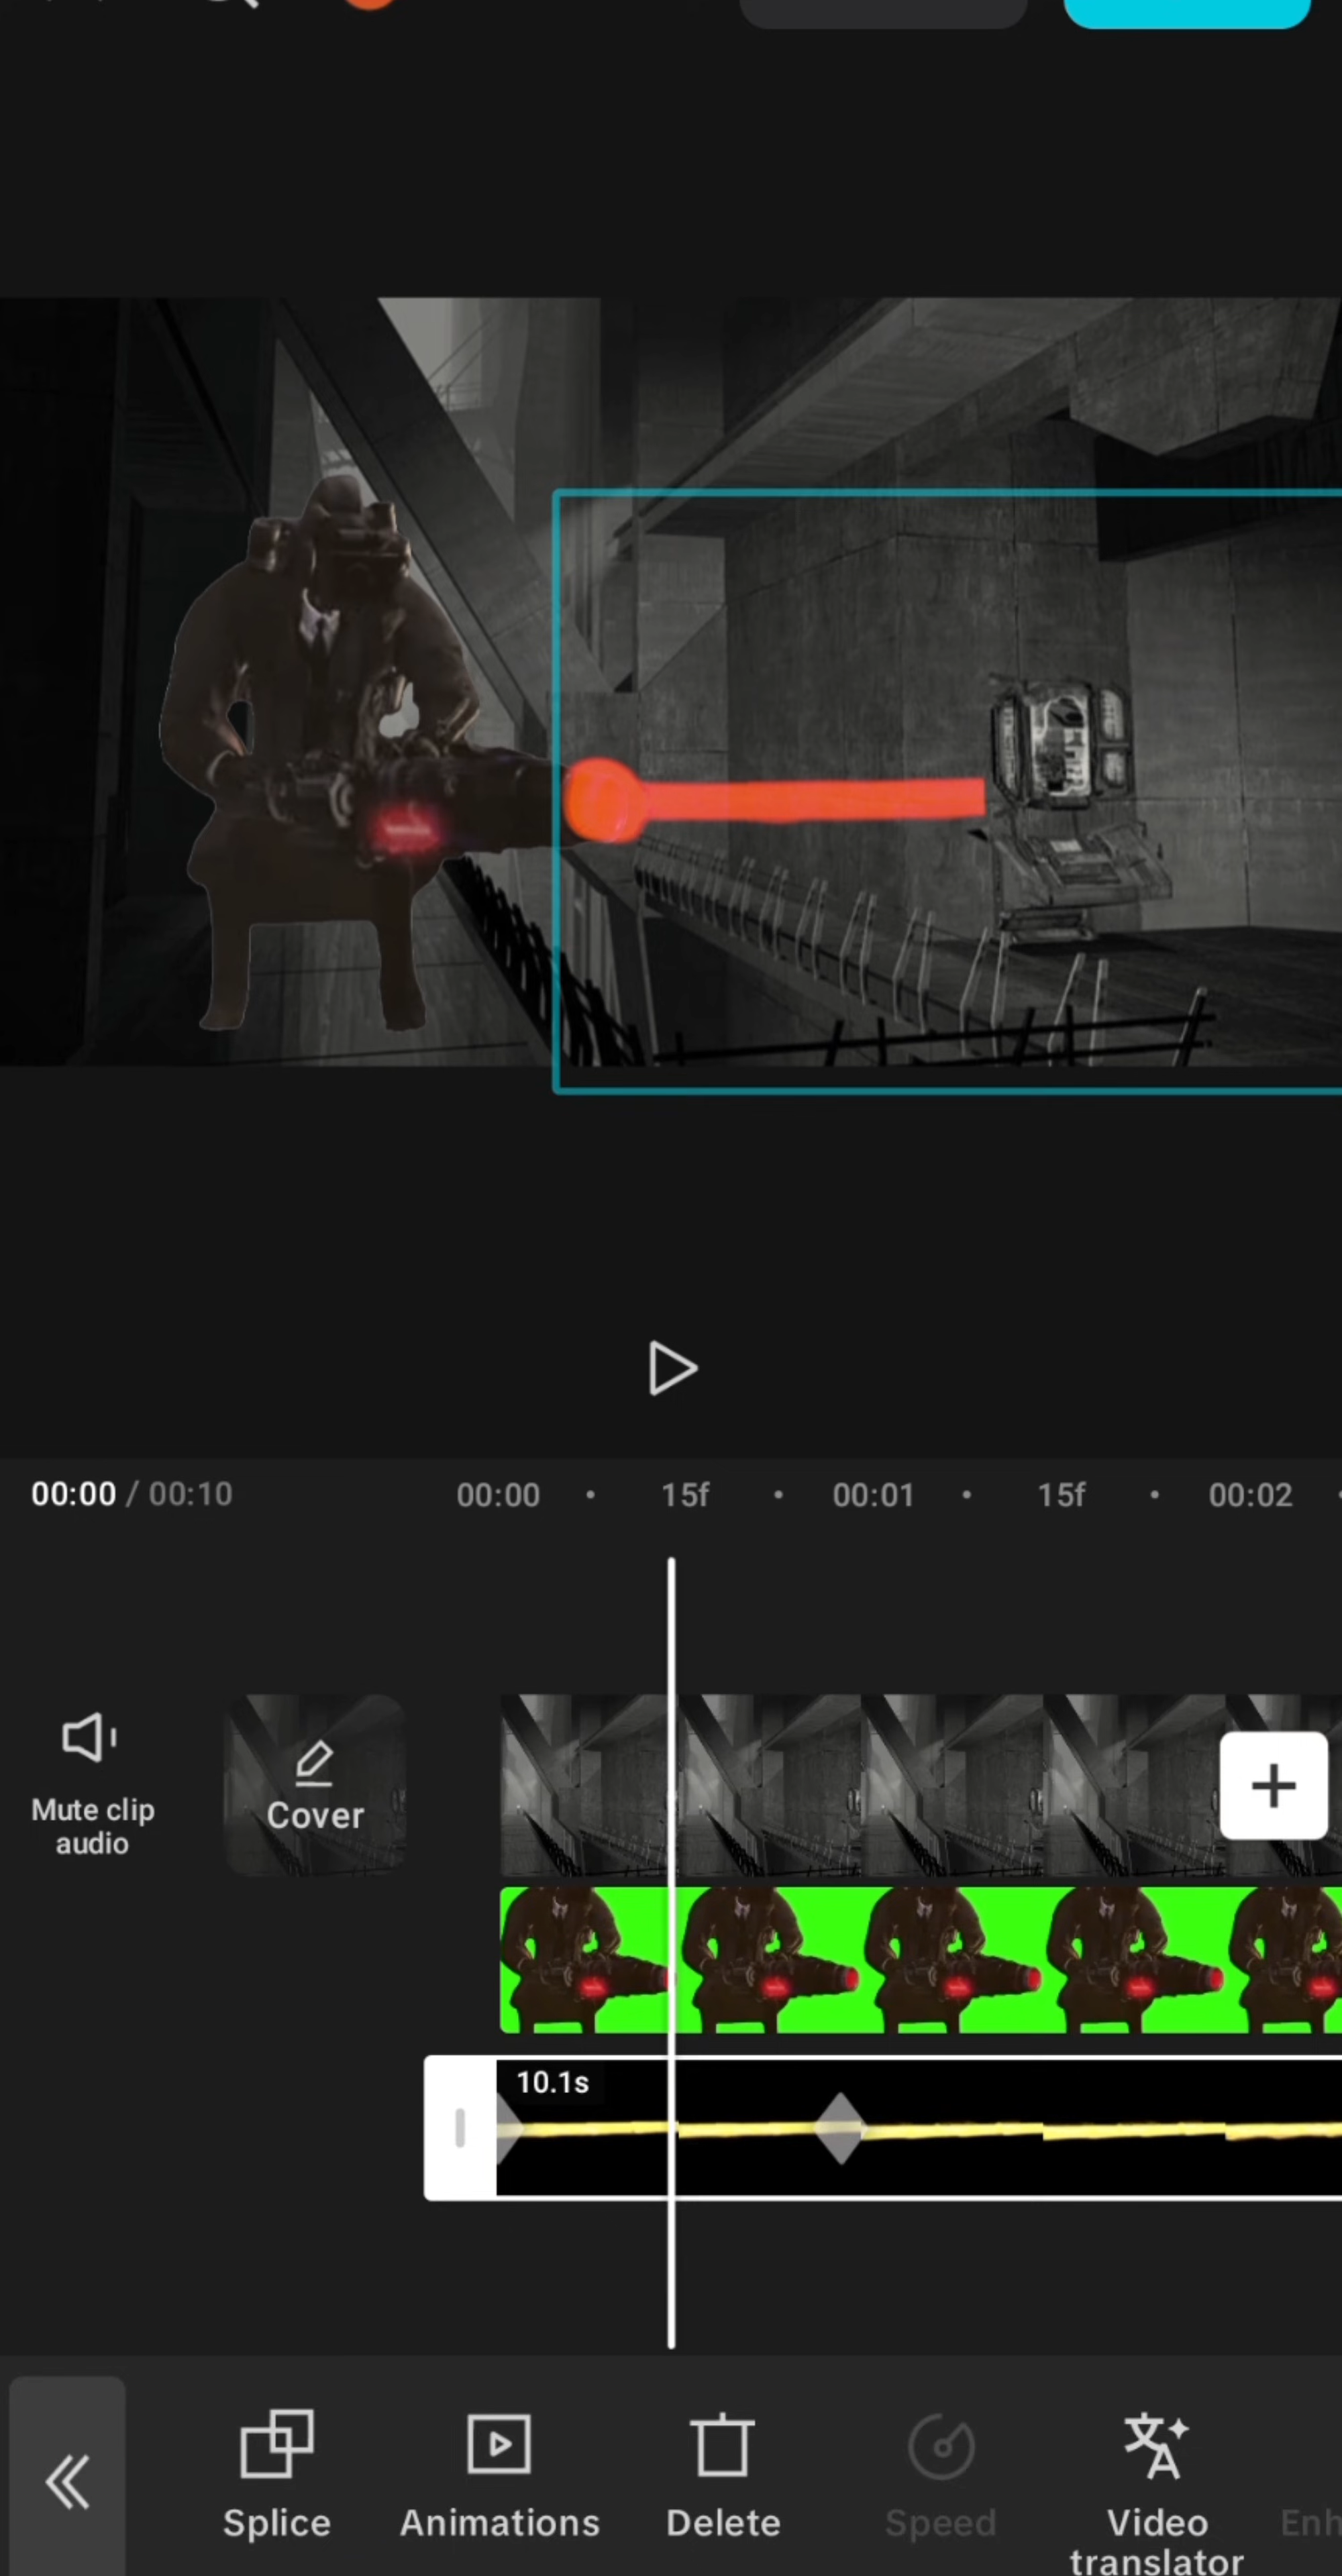 00:00 / 00:10
00:00
15f
00:01
15f
00:02
Mute clip
audio
Cover
10.1s
Splice
Animations
Delete
Speed
Video
translator